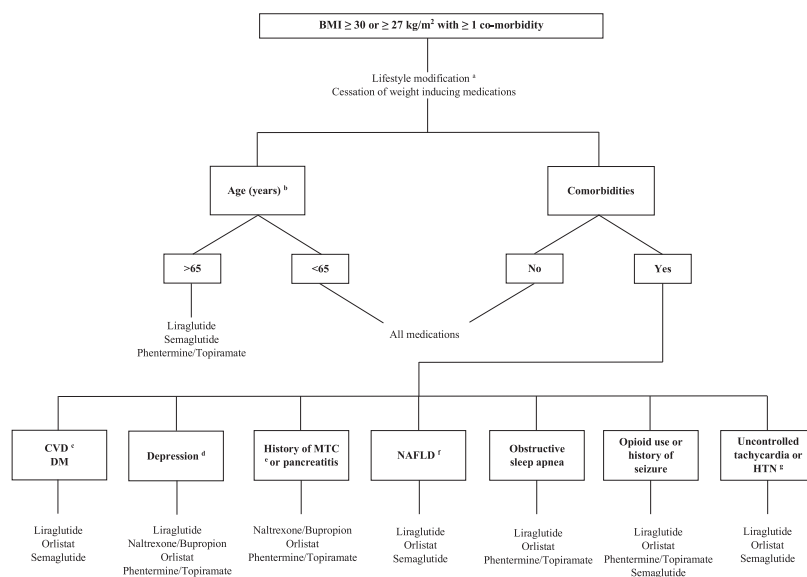 BMI ≥ 30 or ≥ 27 kg/m² with ≥ 1 co-morbidity
Lifestyle modification ᵃ
Cessation of weight inducing medications
Age (years) ᵇ
Comorbidities
>65
<65
No
Yes
Liraglutide
Semaglutide
Phentermine/Topiramate
All medications
CVD ᶜ
DM
Depression ᵈ
History of MTC
ᵉ or pancreatitis
NAFLD ᶠ
Obstructive
sleep apnea
Opioid use or
history of
seizure
Uncontrolled
tachycardia or
HTN ᵍ
Liraglutide
Orlistat
Semaglutide
Liraglutide
Naltrexone/Bupropion
Orlistat
Phentermine/Topiramate
Naltrexone/Bupropion
Orlistat
Phentermine/Topiramate
Liraglutide
Orlistat
Semaglutide
Liraglutide
Orlistat
Phentermine/Topiramate
Liraglutide
Orlistat
Phentermine/Topiramate
Semaglutide
Liraglutide
Orlistat
Semaglutide